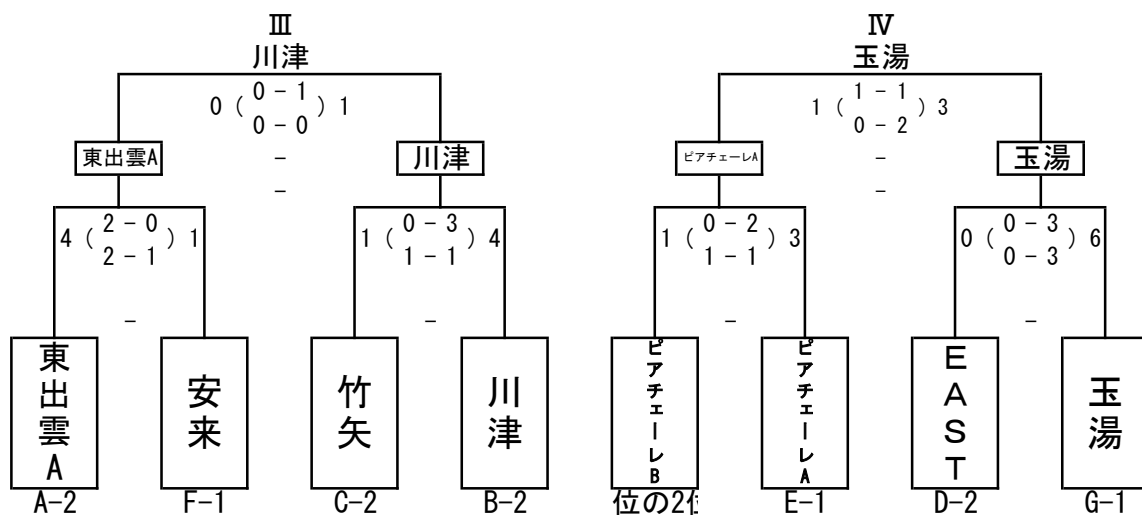 Ⅲ
川津
0 ( 0 - 1
0 - 0 ) 1
-
-
東出雲A
川津
4 ( 2 - 0
2 - 1 ) 1
-
1 ( 0 - 3
1 - 1 ) 4
-
東出雲A
安来
竹矢
川津
A-2
F-1
C-2
B-2
Ⅳ
玉湯
1 ( 1 - 1
0 - 2 ) 3
-
-
ピアチェーレA
玉湯
1 ( 0 - 2
1 - 1 ) 3
-
0 ( 0 - 3
0 - 3 ) 6
-
ピアチェーレB
ピアチェーレA
EAST
玉湯
位の2位
E-1
D-2
G-1